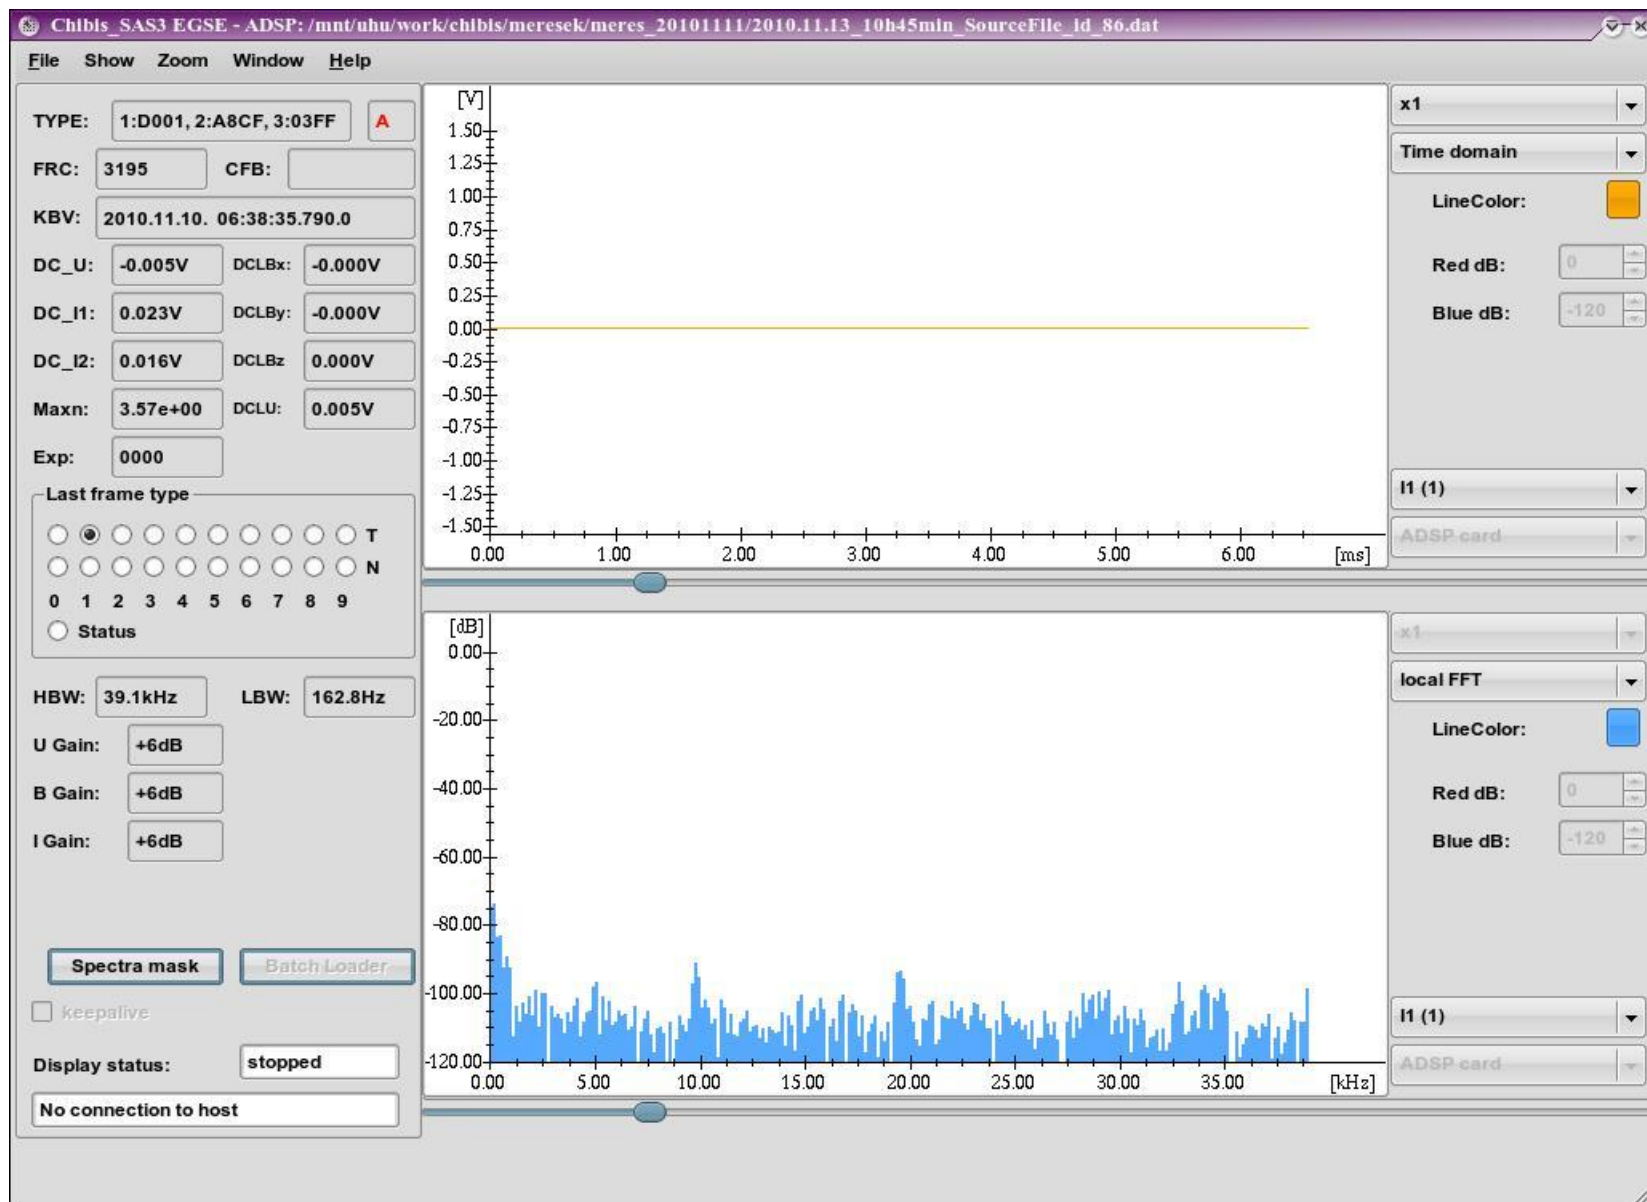 Chibis_SAS3 EGSE - ADSP: /mnt/uhu/work/chibis/meresek/meres_20101111/2010.11.13_10h45min_SourceFile_id_86.dat
File Show Zoom Window Help
TYPE: 1:D001, 2:A8CF, 3:03FF A
FRC: 3195 CFB:
KBV: 2010.11.10. 06:38:35.790.0
DC_U: -0.005V DCLBx: -0.000V
DC_I1: 0.023V DCLBy: -0.000V
DC_I2: 0.016V DCLBz 0.000V
Maxn: 3.57e+00 DCLU: 0.005V
Exp: 0000
Last frame type
T
N
0 1 2 3 4 5 6 7 8 9
Status
HBW: 39.1kHz LBW: 162.8Hz
U Gain: +6dB
B Gain: +6dB
I Gain: +6dB
Spectra mask Batch Loader
keepalive
Display status: stopped
No connection to host
[V]
1.50
1.25
1.00
0.75
0.50
0.25
0.00
-0.25
-0.50
-0.75
-1.00
-1.25
-1.50
0.00 1.00 2.00 3.00 4.00 5.00 6.00 [ms]
[dB]
0.00
-20.00
-40.00
-60.00
-80.00
-100.00
-120.00
0.00 5.00 10.00 15.00 20.00 25.00 30.00 35.00 [kHz]
x1
Time domain
LineColor:
Red dB: 0
Blue dB: -120
I1 (1)
ADSP card
x1
local FFT
LineColor:
Red dB: 0
Blue dB: -120
I1 (1)
ADSP card